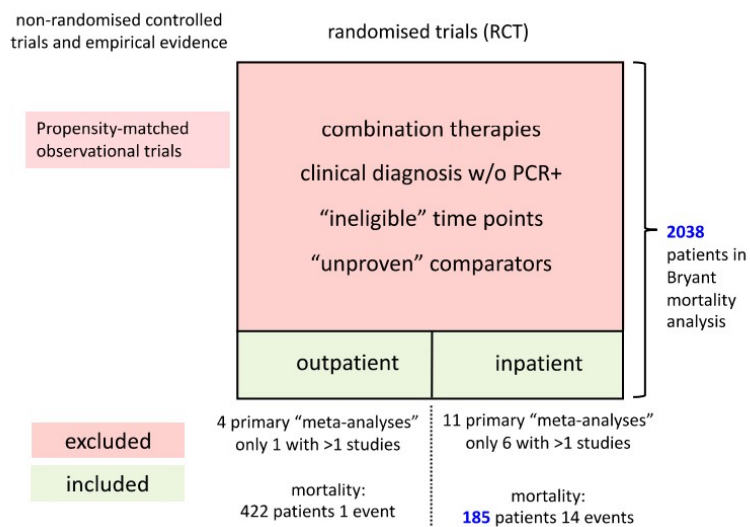 non-randomised controlled
trials and empirical evidence
randomised trials (RCT)
Propensity-matched
observational trials
combination therapies
clinical diagnosis w/o PCR+
“ineligible” time points
“unproven” comparators
2038
patients in
Bryant
mortality
analysis
outpatient
inpatient
4 primary “meta-analyses”
only 1 with >1 studies
11 primary “meta-analyses”
only 6 with >1 studies
excluded
included
mortality:
422 patients 1 event
mortality:
185 patients 14 events